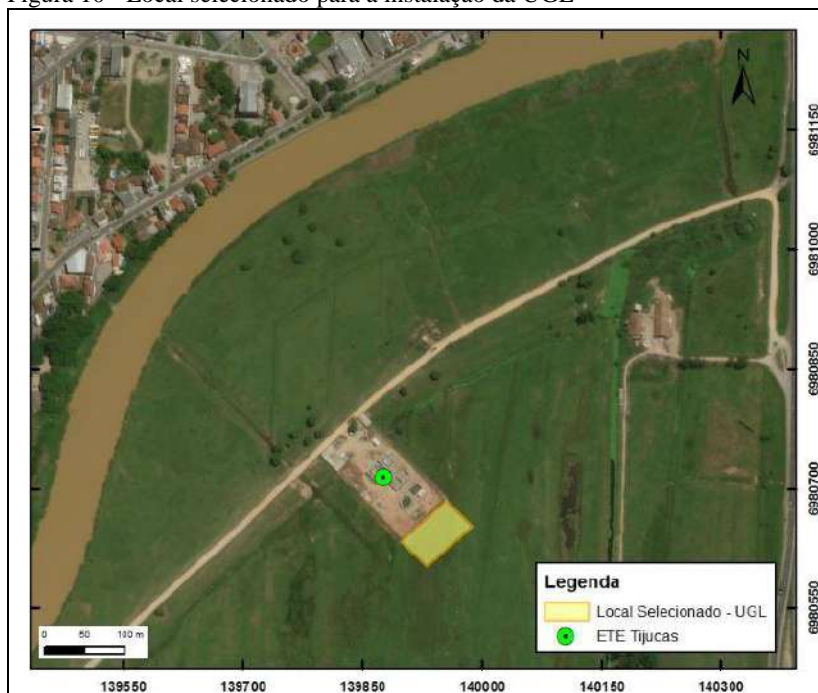 Figura 16 - Local selecionado para a instalação da UGL
N
6981150
6981000
6980850
6980700
6980550
Legenda
Local Selecionado - UGL
ETE Tijucas
0 50 100 m
139550 139700 139850 140000 140150 140300